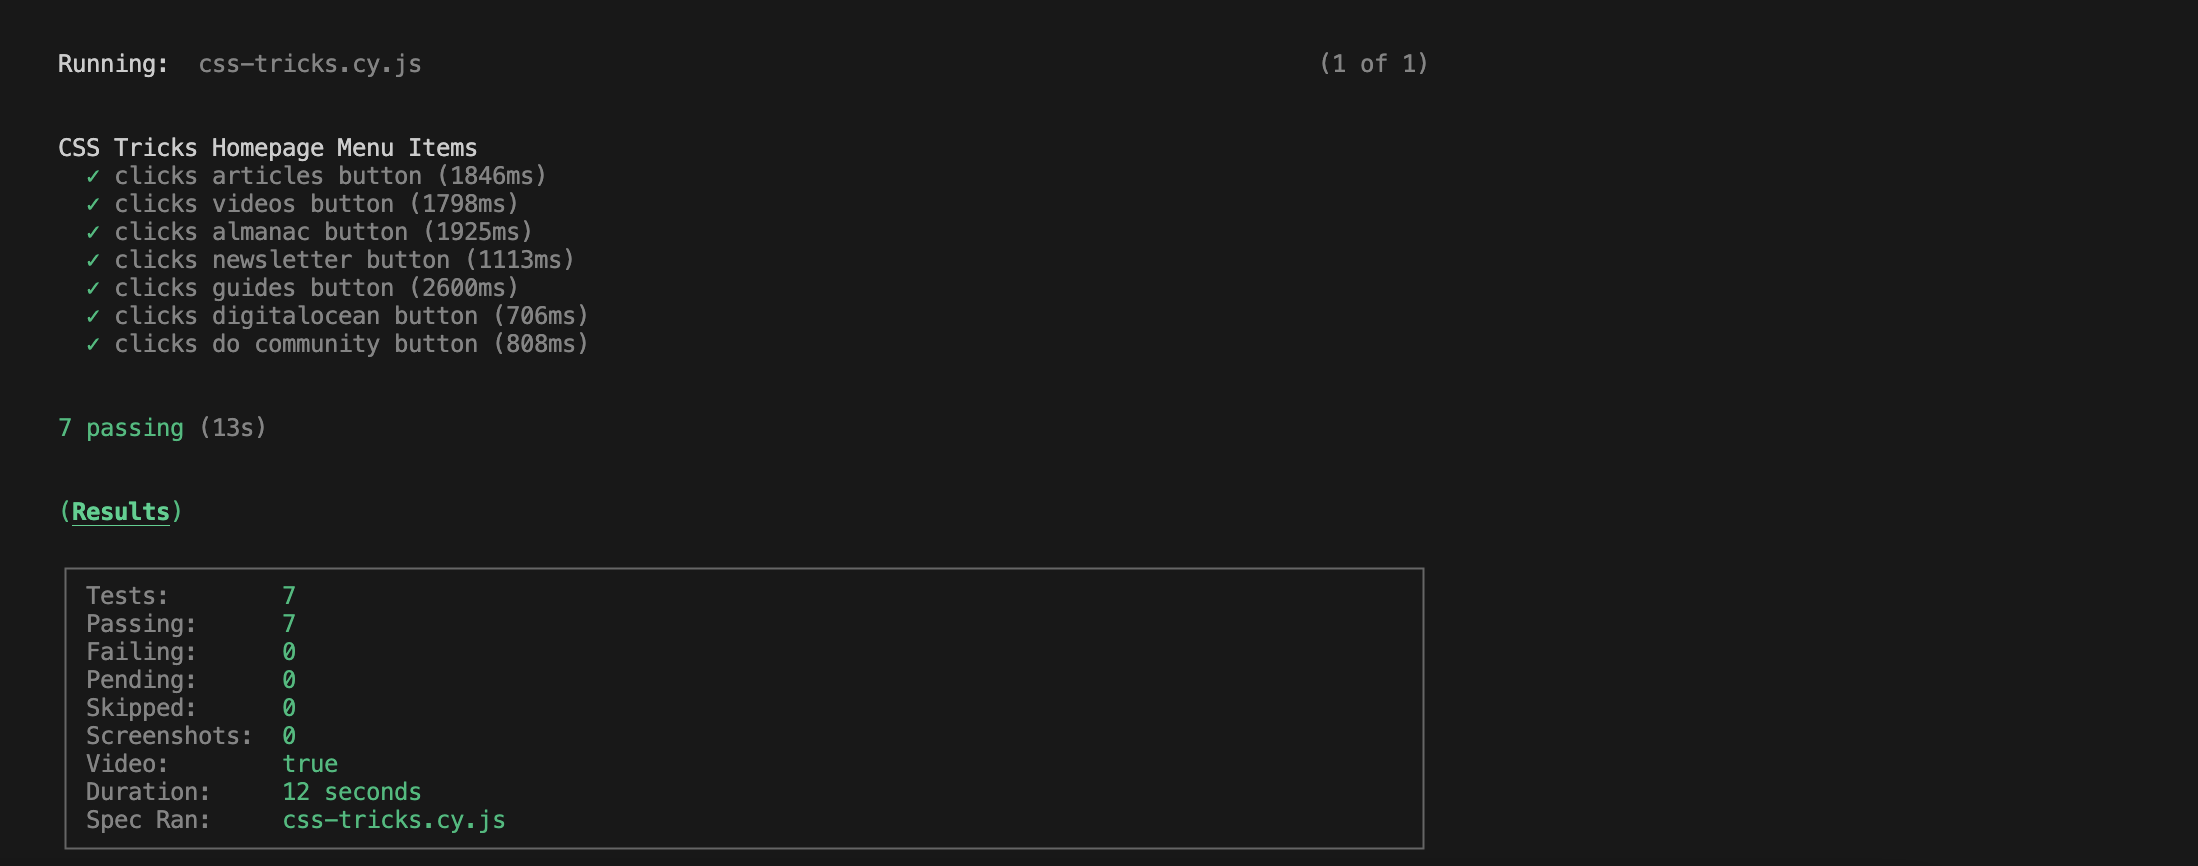 Running:  css-tricks.cy.js (1 of 1)
CSS Tricks Homepage Menu Items
✓ clicks articles button (1846ms)
✓ clicks videos button (1798ms)
✓ clicks almanac button (1925ms)
✓ clicks newsletter button (1113ms)
✓ clicks guides button (2600ms)
✓ clicks digitalocean button (706ms)
✓ clicks do community button (808ms)
7 passing (13s)
(Results)
Tests: 7
Passing: 7
Failing: 0
Pending: 0
Skipped: 0
Screenshots: 0
Video: true
Duration: 12 seconds
Spec Ran: css-tricks.cy.js